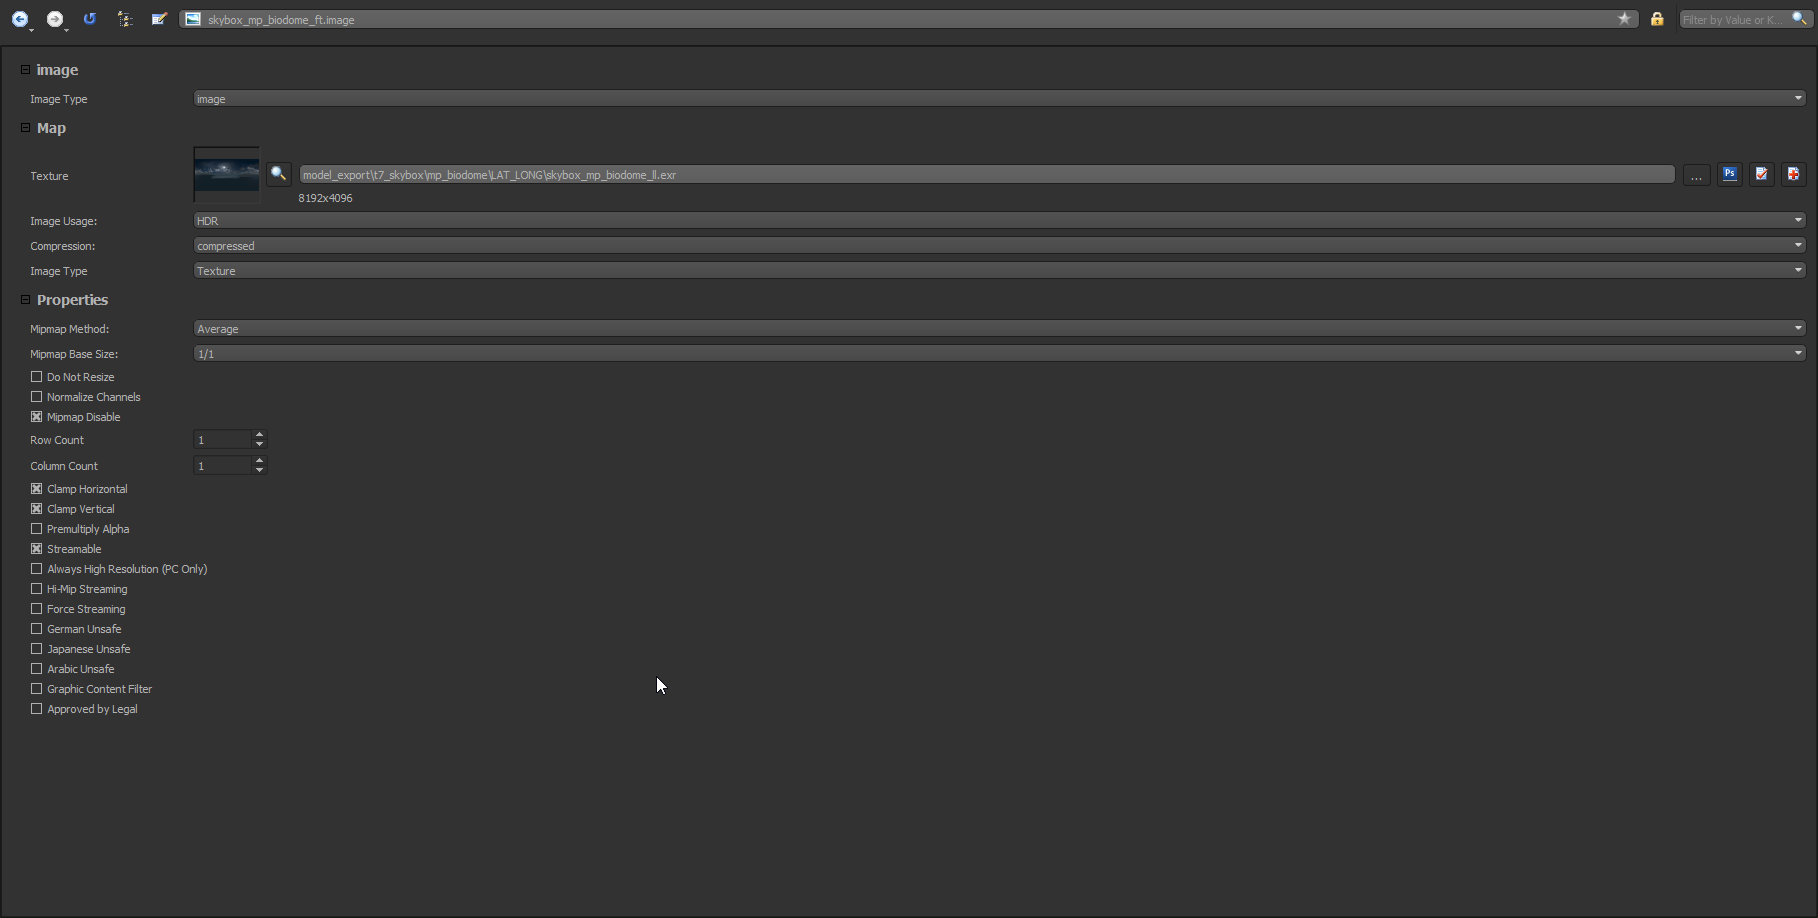 skybox_mp_biodome_ft.image
Filter by Value or K...
image
Image Type
image
Map
Texture
model_export\t7_skybox\mp_biodome\LAT_LONG\skybox_mp_biodome_ll.exr
...
Ps
8192x4096
Image Usage:
HDR
Compression:
compressed
Image Type
Texture
Properties
Mipmap Method:
Average
Mipmap Base Size:
1/1
Do Not Resize
Normalize Channels
Mipmap Disable
Row Count
1
Column Count
1
Clamp Horizontal
Clamp Vertical
Premultiply Alpha
Streamable
Always High Resolution (PC Only)
Hi-Mip Streaming
Force Streaming
German Unsafe
Japanese Unsafe
Arabic Unsafe
Graphic Content Filter
Approved by Legal